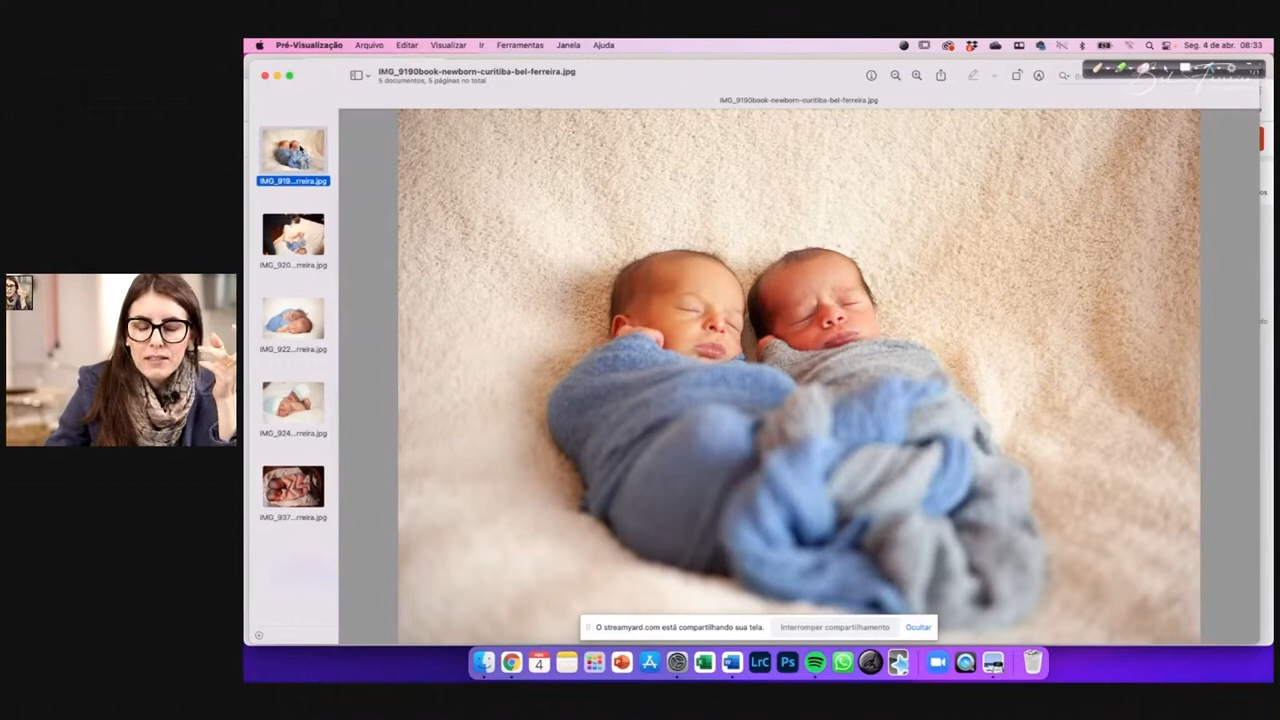 Pré-Visualização Arquivo Editar Visualizar Ir Ferramentas Janela Ajuda
Seg. 4 de abr. 08:33
IMG_9190book-newborn-curitiba-bel-ferreira.jpg
5 documentos, 5 páginas no total
IMG_9190book-newborn-curitiba-bel-ferreira.jpg
IMG_919...rreira.jpg
IMG_920...rreira.jpg
IMG_922...rreira.jpg
IMG_924...rreira.jpg
IMG_937...rreira.jpg
O streamyard.com está compartilhando sua tela. Interromper compartilhamento Ocultar
4
LrC Ps